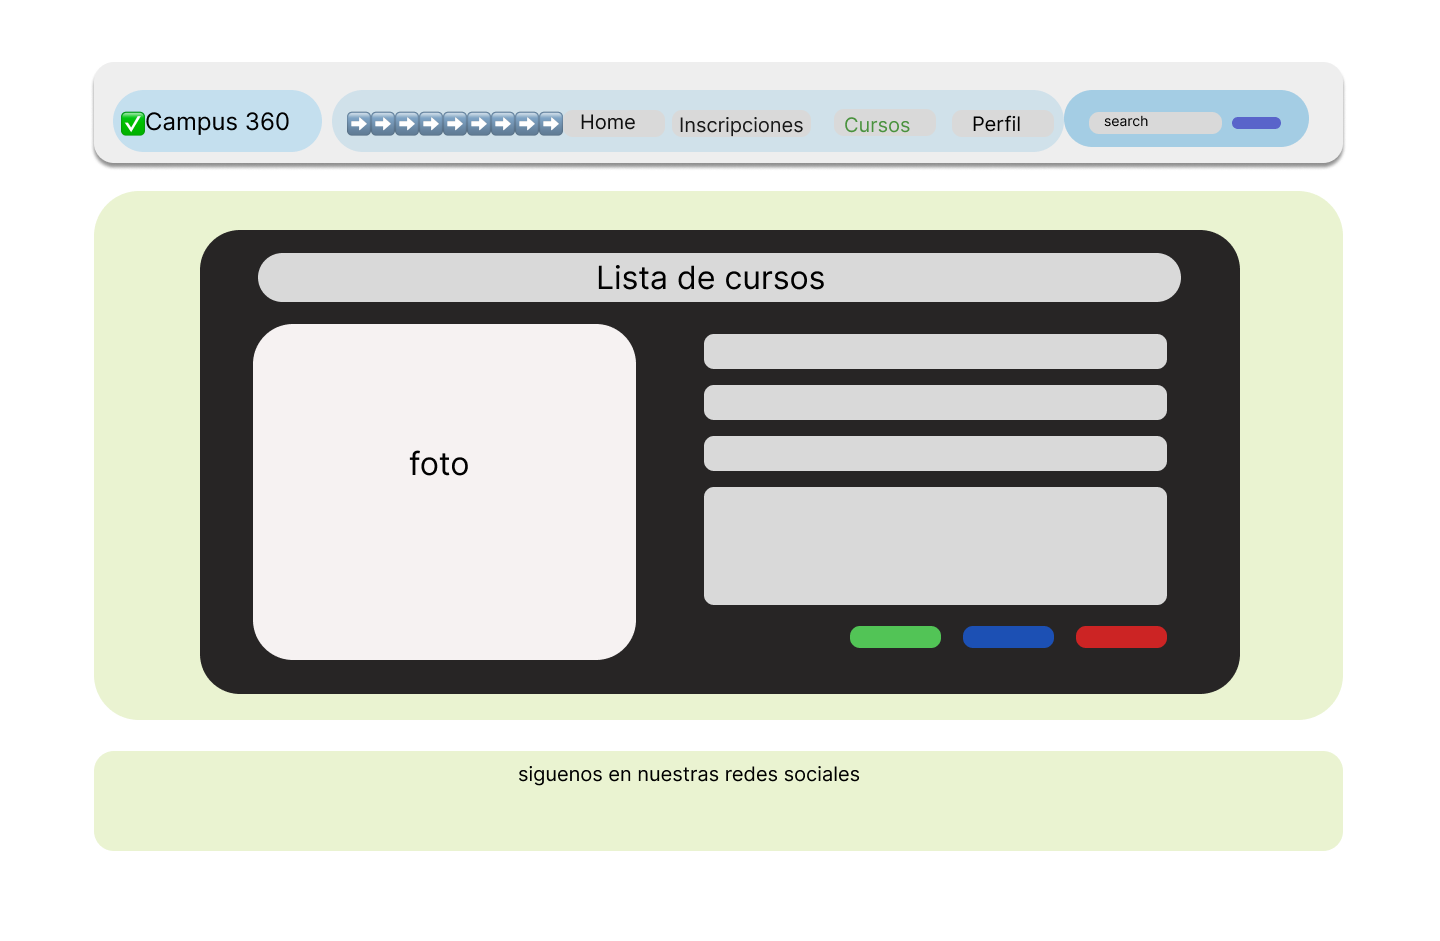 ✅Campus 360
➡➡➡➡➡➡➡➡➡ Home Inscripciones Cursos Perfil
search
Lista de cursos
foto
siguenos en nuestras redes sociales